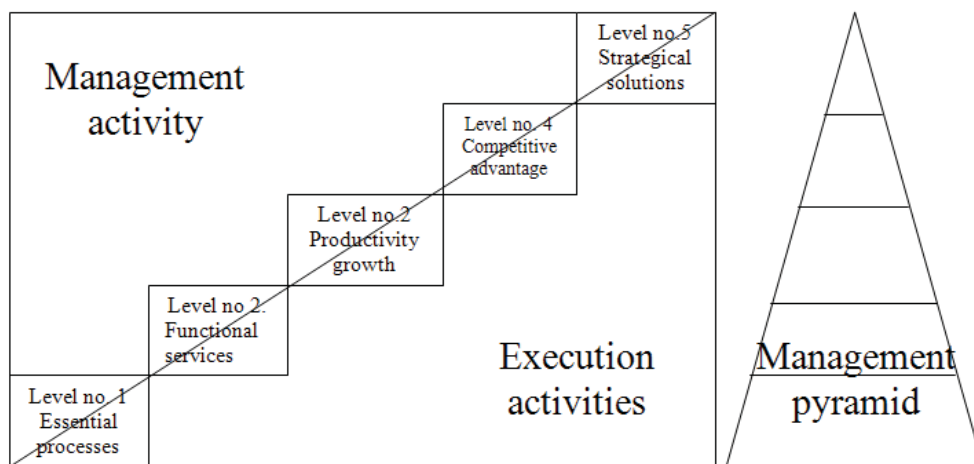 Management
activity
Level no.5
Strategical
solutions
Level no. 4
Competitive
advantage
Level no.2
Productivity
growth
Level no 2.
Functional
services
Level no. 1
Essential
processes
Execution
activities
Management
pyramid